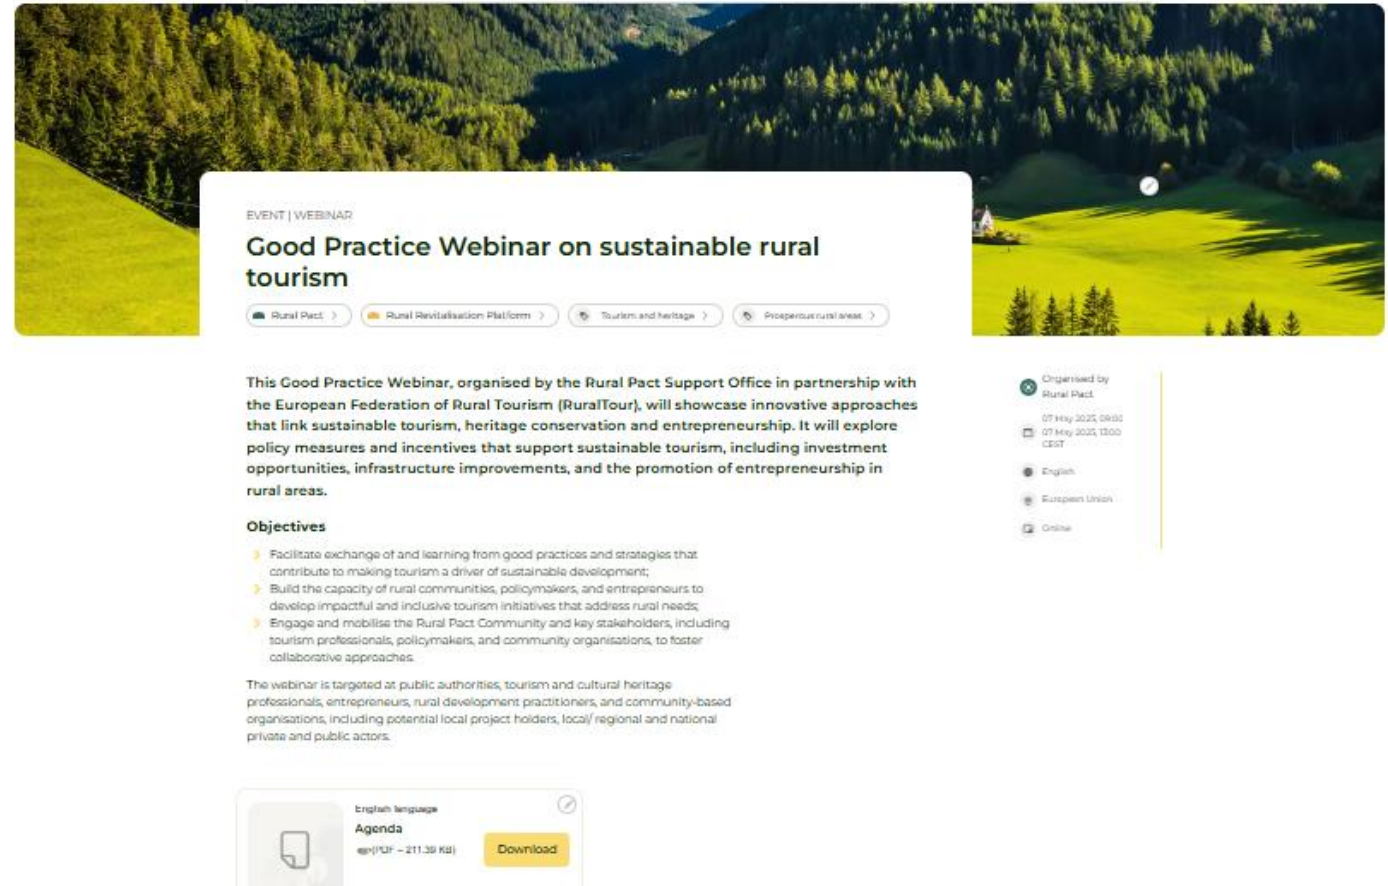 EVENT | WEBINAR
Good Practice Webinar on sustainable rural
tourism
Rural Pact
Rural Revitalisation Platform
Tourism and heritage
Prosperous rural areas
This Good Practice Webinar, organised by the Rural Pact Support Office in partnership with
the European Federation of Rural Tourism (RuralTour), will showcase innovative approaches
that link sustainable tourism, heritage conservation and entrepreneurship. It will explore
policy measures and incentives that support sustainable tourism, including investment
opportunities, infrastructure improvements, and the promotion of entrepreneurship in
rural areas.
Organised by
Rural Pact
07 May 2025, 09:00
07 May 2025, 13:00
CEST
English
European Union
Online
Objectives
Facilitate exchange of and learning from good practices and strategies that
contribute to making tourism a driver of sustainable development;
Build the capacity of rural communities, policymakers, and entrepreneurs to
develop impactful and inclusive tourism initiatives that address rural needs;
Engage and mobilise the Rural Pact Community and key stakeholders, including
tourism professionals, policymakers, and community organisations, to foster
collaborative approaches.
The webinar is targeted at public authorities, tourism and cultural heritage
professionals, entrepreneurs, rural development practitioners, and community-based
organisations, including potential local project holders, local/ regional and national
private and public actors.
English language
Agenda
(PDF – 211.39 KB)
Download